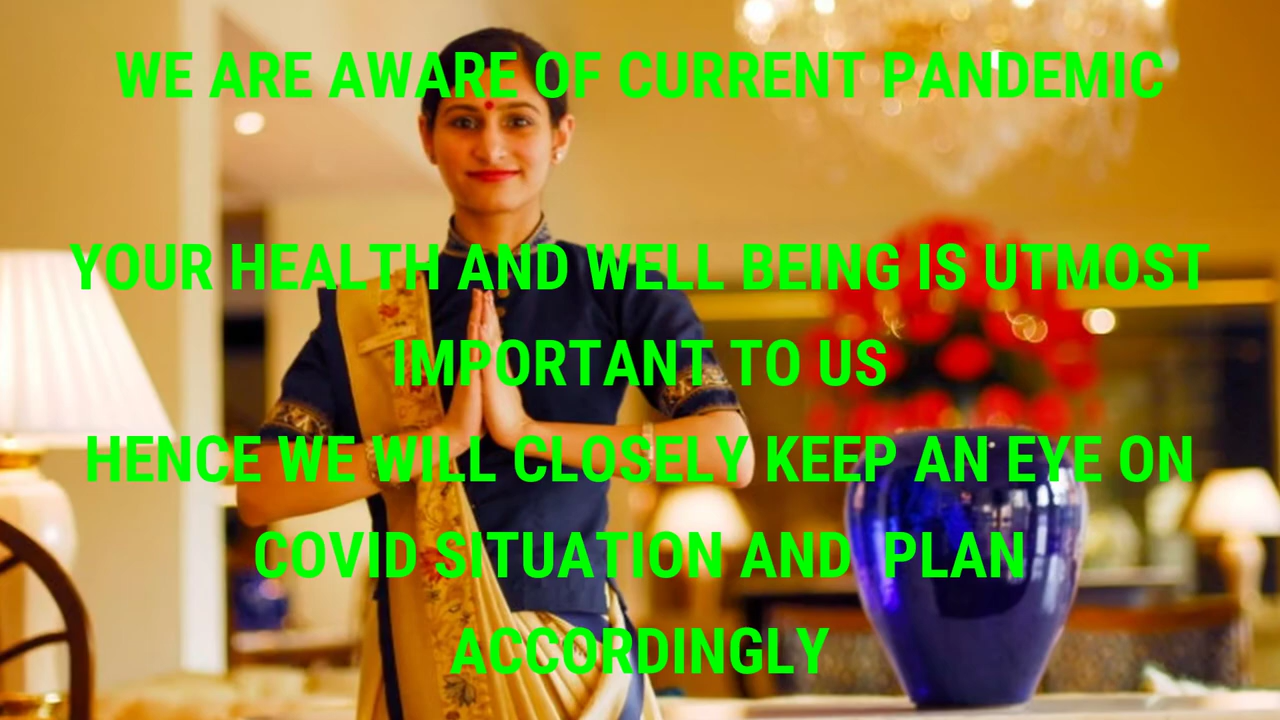 WE ARE AWARE OF CURRENT PANDEMIC
YOUR HEALTH AND WELL BEING IS UTMOST
IMPORTANT TO US
HENCE WE WILL CLOSELY KEEP AN EYE ON
COVID SITUATION AND PLAN
ACCORDINGLY